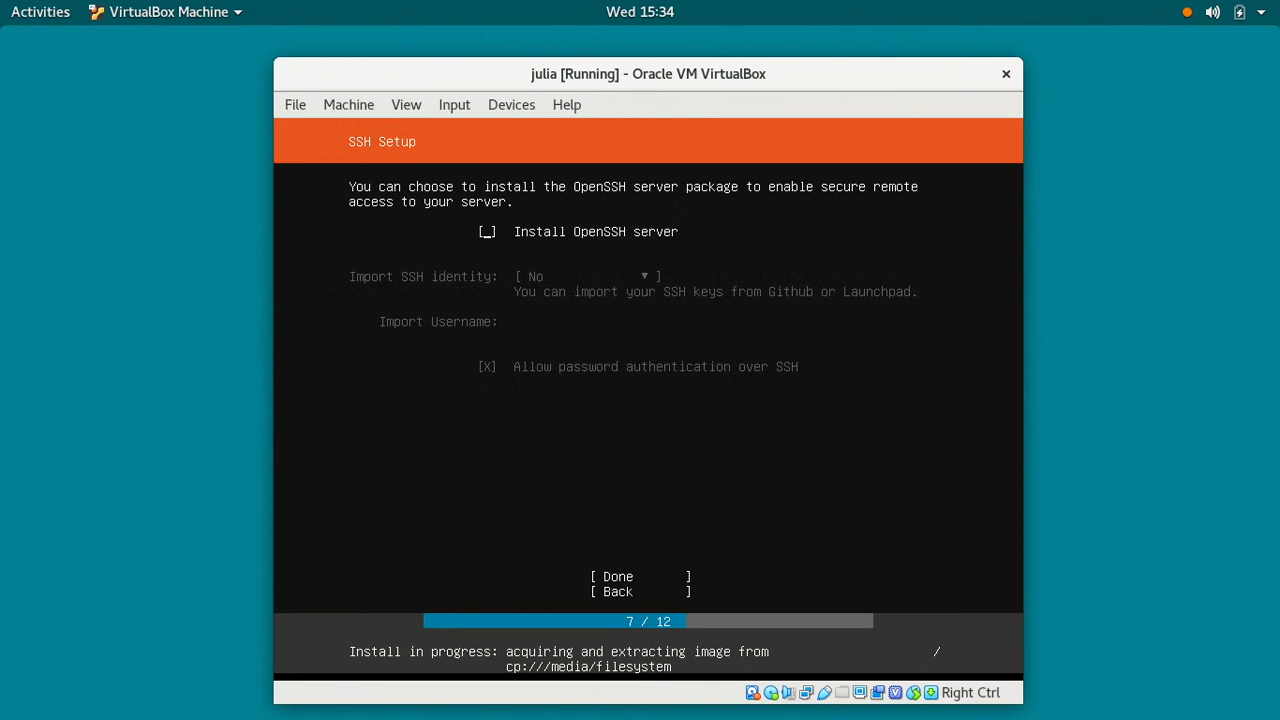 Activities VirtualBox Machine Wed 15:34
julia [Running] - Oracle VM VirtualBox ×
File Machine View Input Devices Help
SSH Setup
You can choose to install the OpenSSH server package to enable secure remote
access to your server.
[_] Install OpenSSH server
Import SSH identity: [ No ▾ ]
You can import your SSH keys from Github or Launchpad.
Import Username:
[X] Allow password authentication over SSH
[ Done ]
[ Back ]
7 / 12
Install in progress: acquiring and extracting image from /
cp:///media/filesystem
Right Ctrl